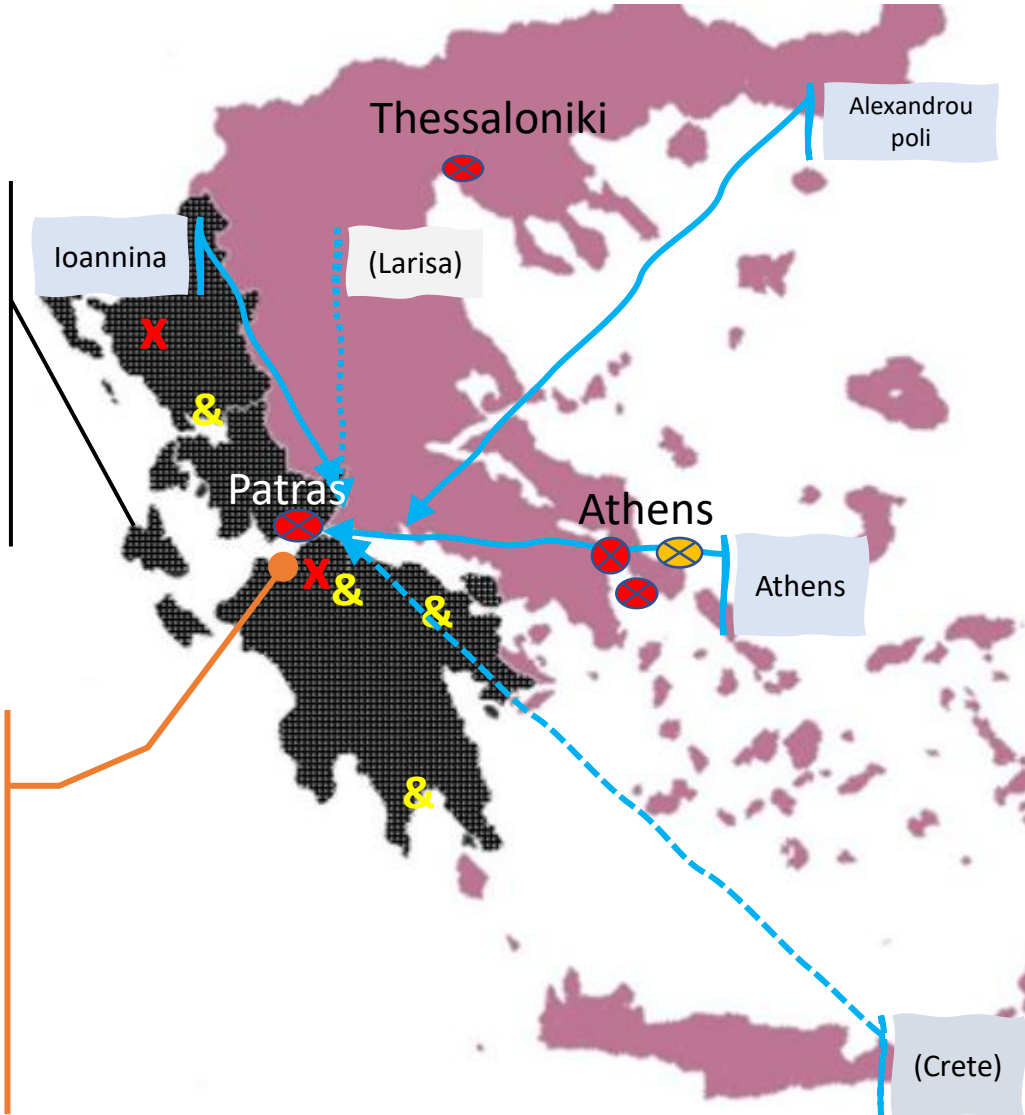 Thessaloniki
Alexandrou
poli
Ioannina
(Larisa)
X
&
Patras
Athens
X
&
&
Athens
&
(Crete)